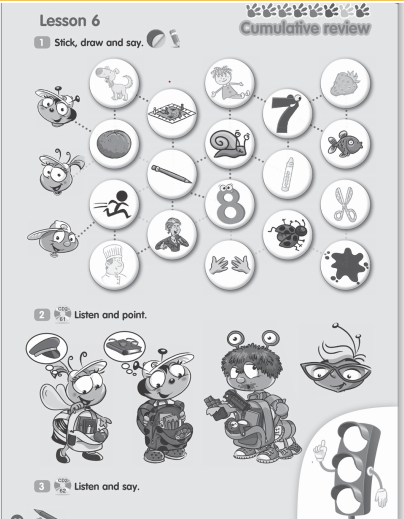 Lesson 6
Cumulative review
1 Stick, draw and say.
7
8
2 CD2 61 Listen and point.
3 CD2 62 Listen and say.